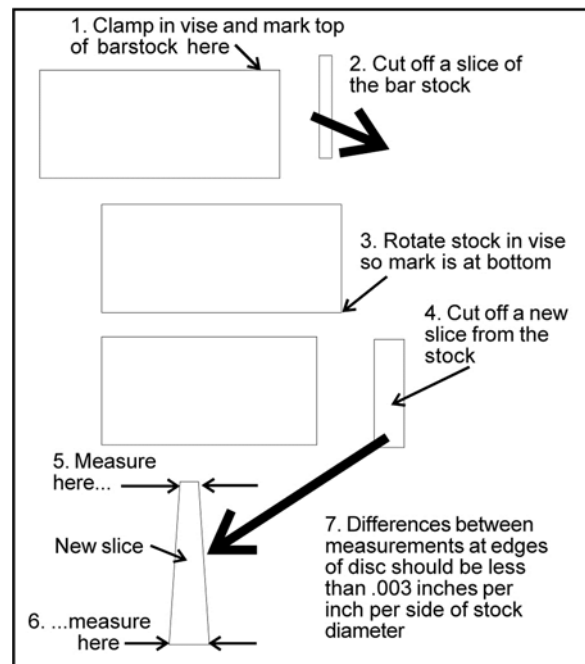 1. Clamp in vise and mark top
of barstock here
2. Cut off a slice of
the bar stock
3. Rotate stock in vise
so mark is at bottom
4. Cut off a new
slice from the
stock
5. Measure
here...
New slice
6. ...measure
here
7. Differences between
measurements at edges
of disc should be less
than .003 inches per
inch per side of stock
diameter